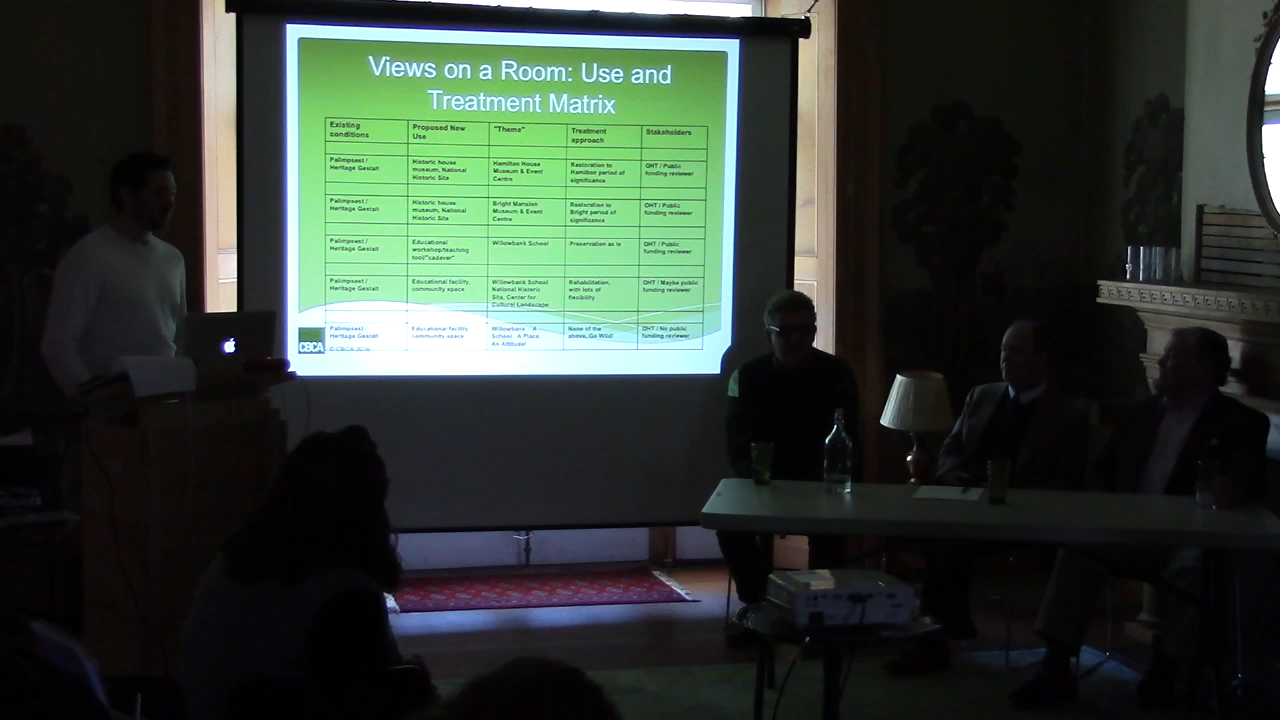 Views on a Room: Use and
Treatment Matrix
Existing
conditions
Proposed New
Use
"Theme"
Treatment
approach
Stakeholders
Palimpsest /
Heritage Gestalt
Historic house
museum, National
Historic Site
Hamilton House
Museum & Event
Centre
Restoration to
Hamilton period of
significance
OHT / Public
funding reviewer
Palimpsest /
Heritage Gestalt
Historic house
museum, National
Historic Site
Bright Mansion
Museum & Event
Centre
Restoration to
Bright period of
significance
OHT / Public
funding reviewer
Palimpsest /
Heritage Gestalt
Educational
workshop/teaching
tool/"cadaver"
Willowbank School
Preservation as is
OHT / Public
funding reviewer
Palimpsest /
Heritage Gestalt
Educational facility,
community space
Willowbank School
National Historic
Site, Center for
Cultural Landscape
Rehabilitation,
with lots of
flexibility
OHT / Maybe public
funding reviewer
Palimpsest /
Heritage Gestalt
Educational facility
community space
Willowbank A
School A Place
An Attitude!
None of the
above, Go Wild!
OHT / No public
funding reviewer
CBCA
© CBCA